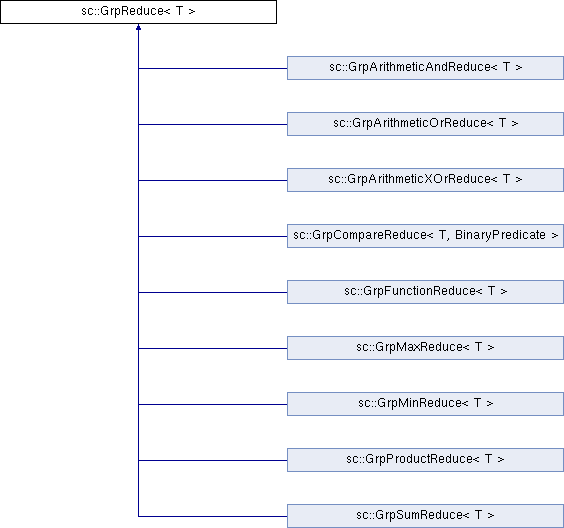 sc::GrpReduce< T >
sc::GrpArithmeticAndReduce< T >
sc::GrpArithmeticOrReduce< T >
sc::GrpArithmeticXOrReduce< T >
sc::GrpCompareReduce< T, BinaryPredicate >
sc::GrpFunctionReduce< T >
sc::GrpMaxReduce< T >
sc::GrpMinReduce< T >
sc::GrpProductReduce< T >
sc::GrpSumReduce< T >